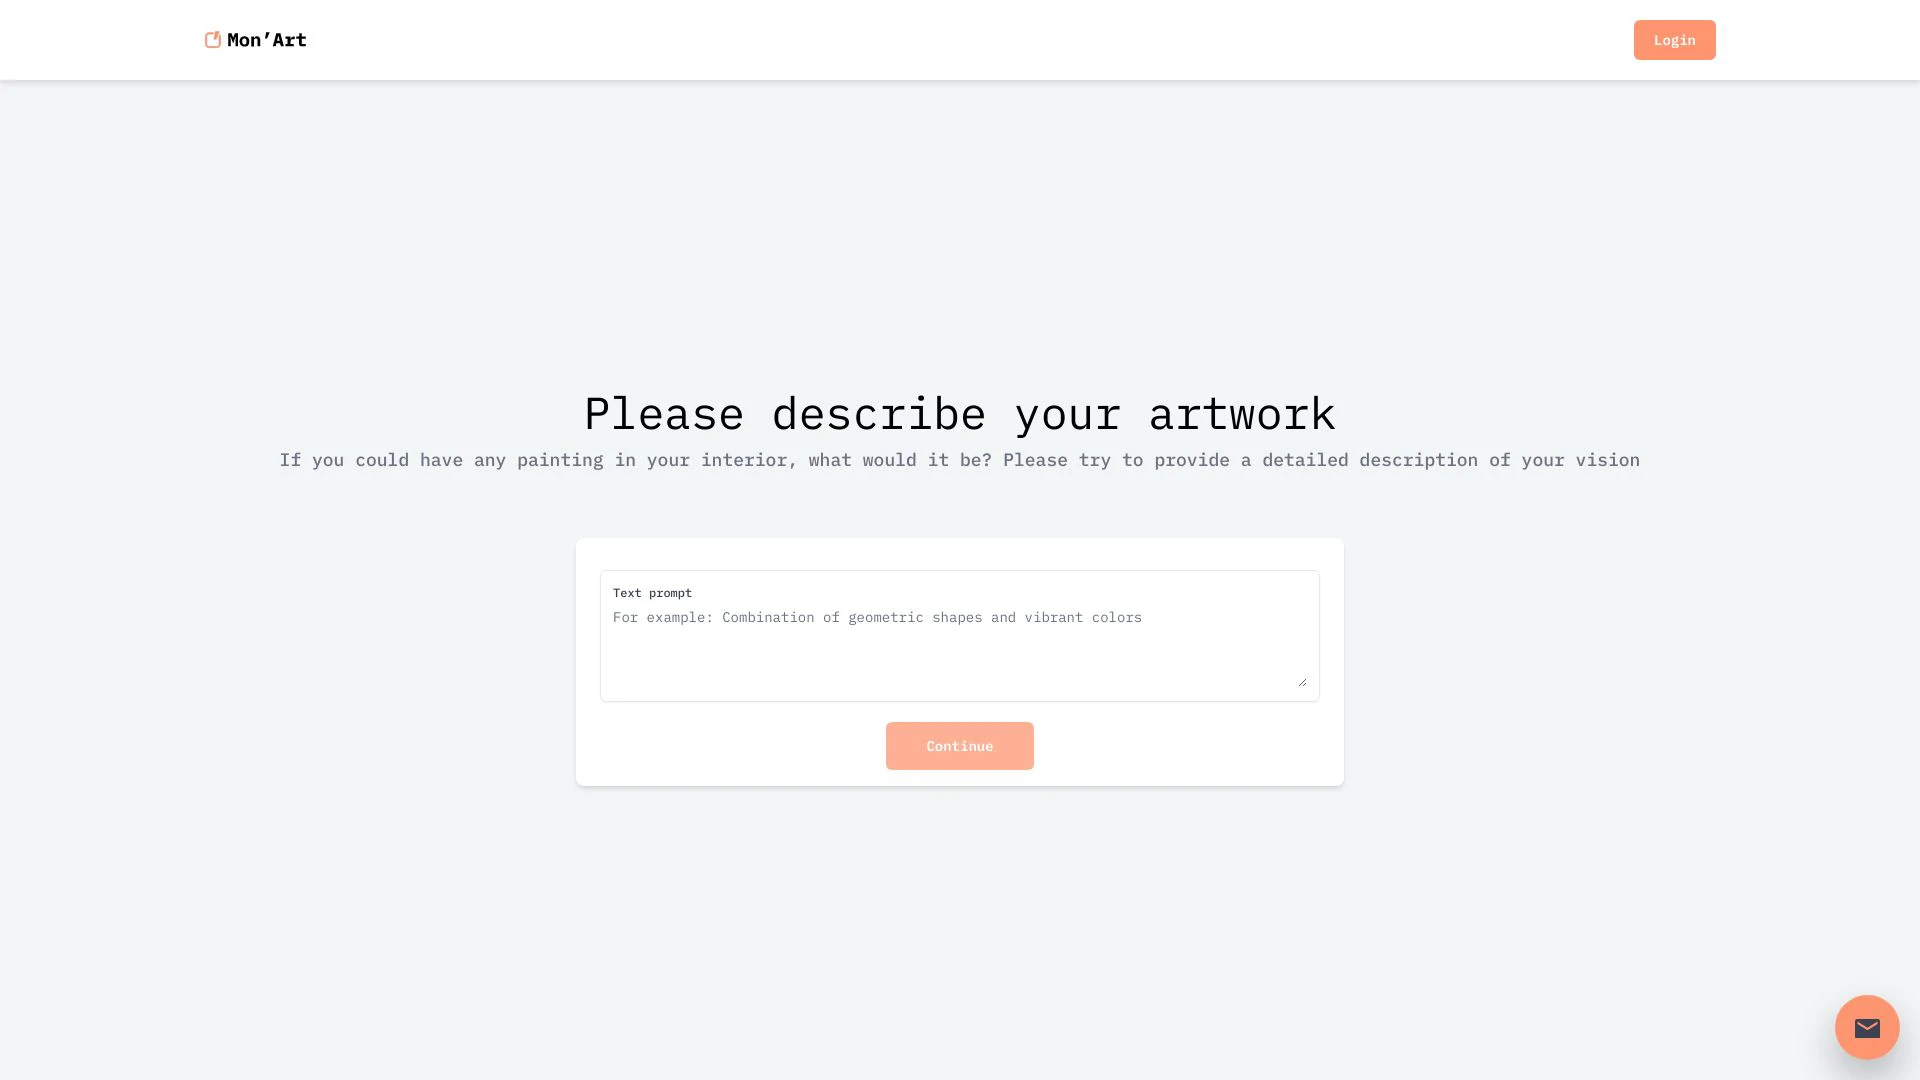 Mon’Art
Login
Please describe your artwork
If you could have any painting in your interior, what would it be? Please try to provide a detailed description of your vision
Text prompt
For example: Combination of geometric shapes and vibrant colors
Continue